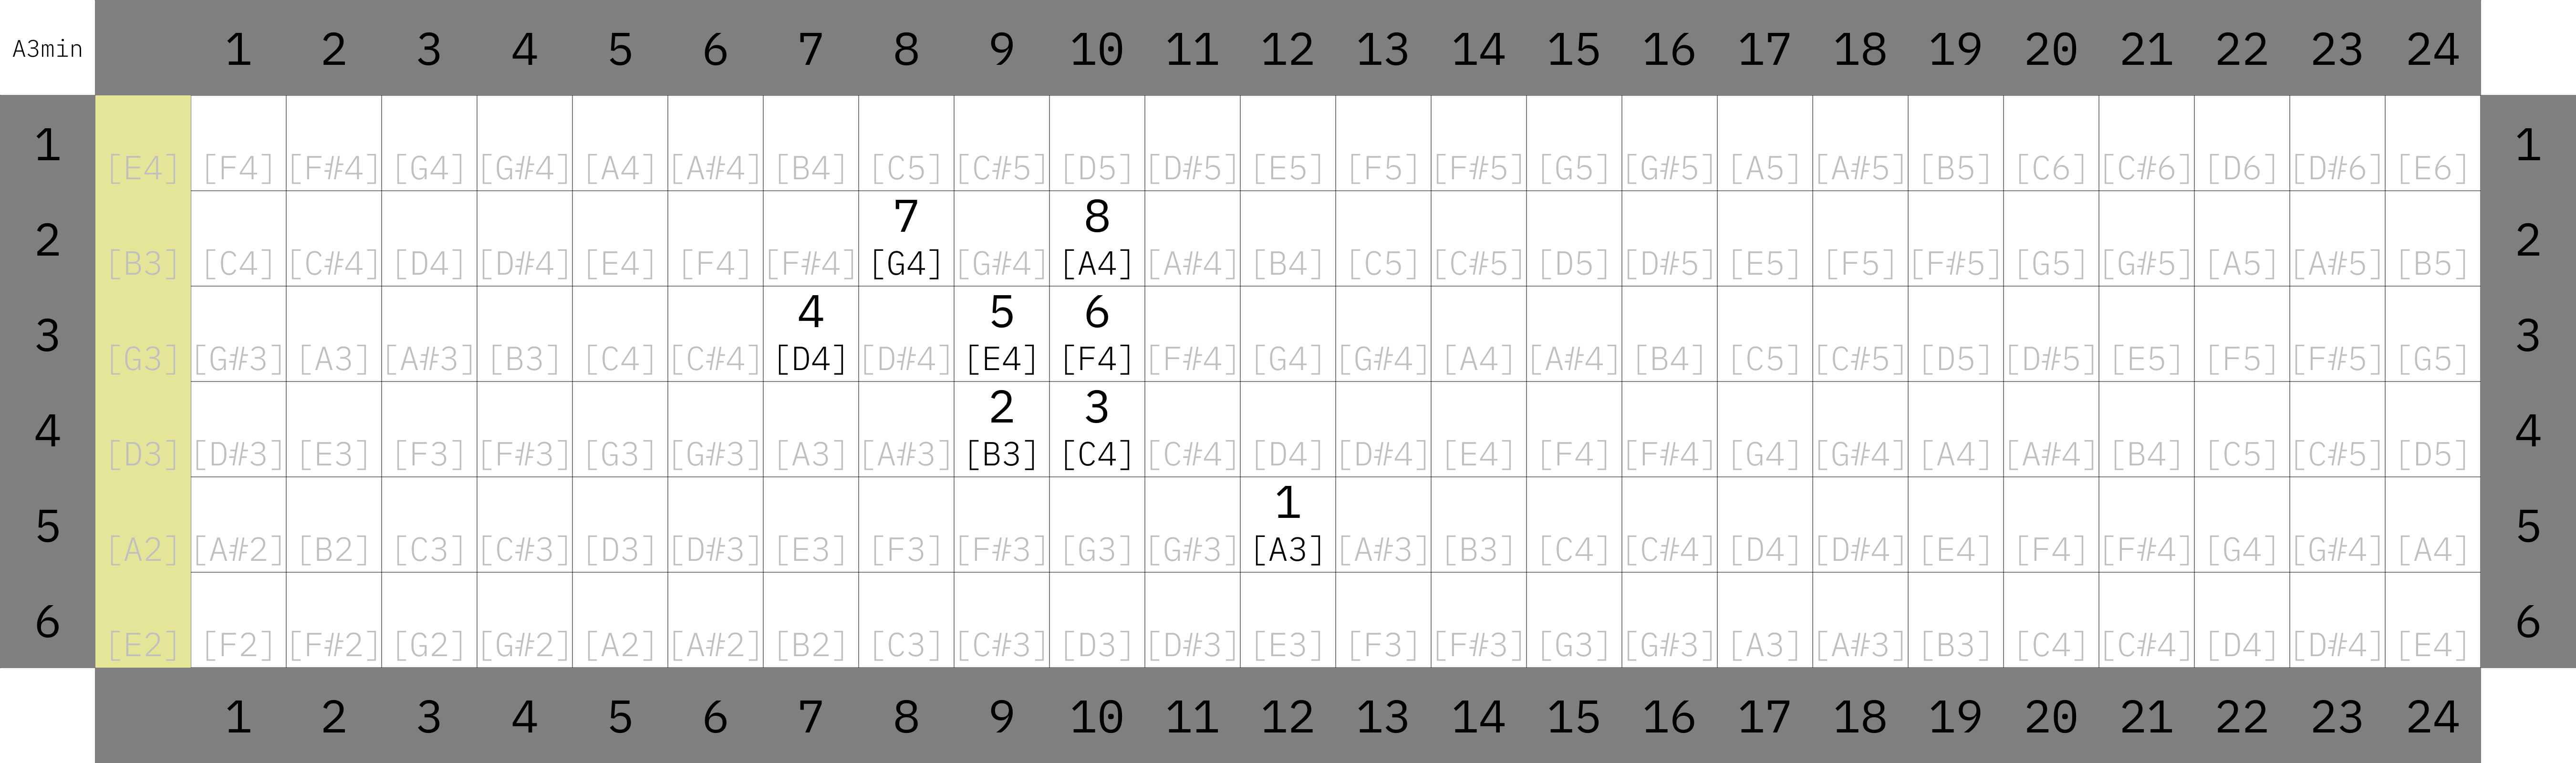 A3min 1 2 3 4 5 6 7 8 9 10 11 12 13 14 15 16 17 18 19 20 21 22 23 24
1 [E4] [F4] [F#4] [G4] [G#4] [A4] [A#4] [B4] [C5] [C#5] [D5] [D#5] [E5] [F5] [F#5] [G5] [G#5] [A5] [A#5] [B5] [C6] [C#6] [D6] [D#6] [E6] 1
7 8
2 [B3] [C4] [C#4] [D4] [D#4] [E4] [F4] [F#4] [G4] [G#4] [A4] [A#4] [B4] [C5] [C#5] [D5] [D#5] [E5] [F5] [F#5] [G5] [G#5] [A5] [A#5] [B5] 2
4 5 6
3 [G3] [G#3] [A3] [A#3] [B3] [C4] [C#4] [D4] [D#4] [E4] [F4] [F#4] [G4] [G#4] [A4] [A#4] [B4] [C5] [C#5] [D5] [D#5] [E5] [F5] [F#5] [G5] 3
2 3
4 [D3] [D#3] [E3] [F3] [F#3] [G3] [G#3] [A3] [A#3] [B3] [C4] [C#4] [D4] [D#4] [E4] [F4] [F#4] [G4] [G#4] [A4] [A#4] [B4] [C5] [C#5] [D5] 4
1
5 [A2] [A#2] [B2] [C3] [C#3] [D3] [D#3] [E3] [F3] [F#3] [G3] [G#3] [A3] [A#3] [B3] [C4] [C#4] [D4] [D#4] [E4] [F4] [F#4] [G4] [G#4] [A4] 5
6 [E2] [F2] [F#2] [G2] [G#2] [A2] [A#2] [B2] [C3] [C#3] [D3] [D#3] [E3] [F3] [F#3] [G3] [G#3] [A3] [A#3] [B3] [C4] [C#4] [D4] [D#4] [E4] 6
1 2 3 4 5 6 7 8 9 10 11 12 13 14 15 16 17 18 19 20 21 22 23 24